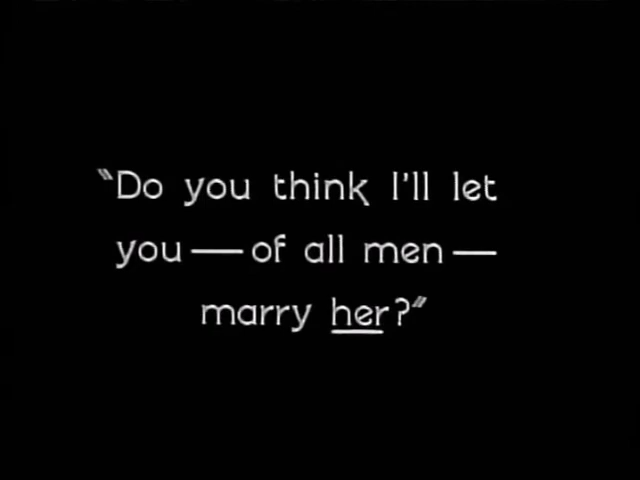 "Do you think I'll let
you — of all men —
marry her?"